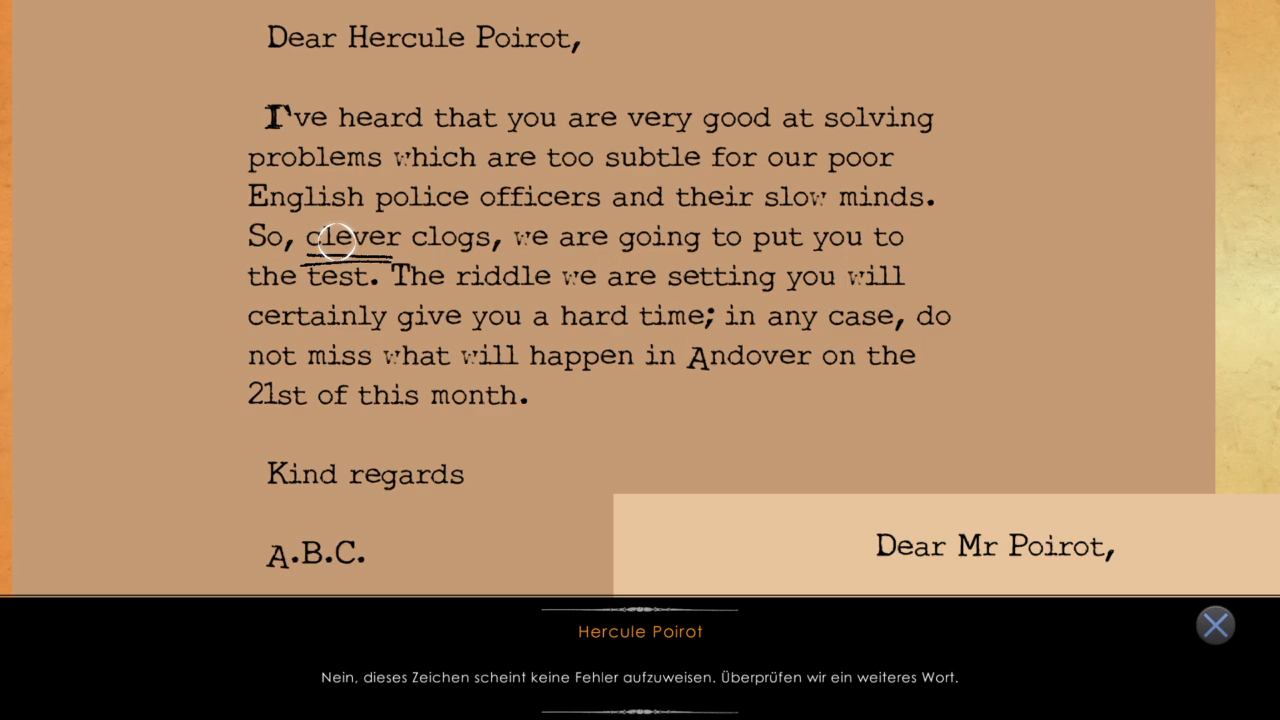 Dear Hercule Poirot,
I've heard that you are very good at solving
problems which are too subtle for our poor
English police officers and their slow minds.
So, clever clogs, we are going to put you to
the test. The riddle we are setting you will
certainly give you a hard time; in any case, do
not miss what will happen in Andover on the
21st of this month.
Kind regards
A.B.C.
Dear Mr Poirot,
Hercule Poirot
Nein, dieses Zeichen scheint keine Fehler aufzuweisen. Überprüfen wir ein weiteres Wort.